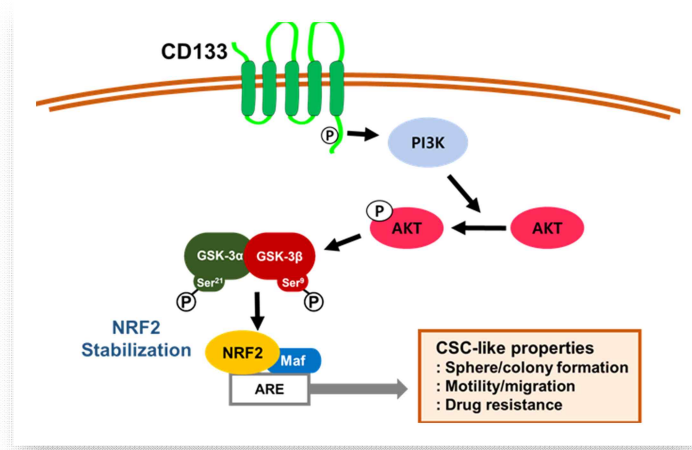 CD133
P
PI3K
P
AKT
AKT
GSK-3α
GSK-3β
Ser21
Ser9
P
P
NRF2
Stabilization
NRF2
Maf
ARE
CSC-like properties
: Sphere/colony formation
: Motility/migration
: Drug resistance